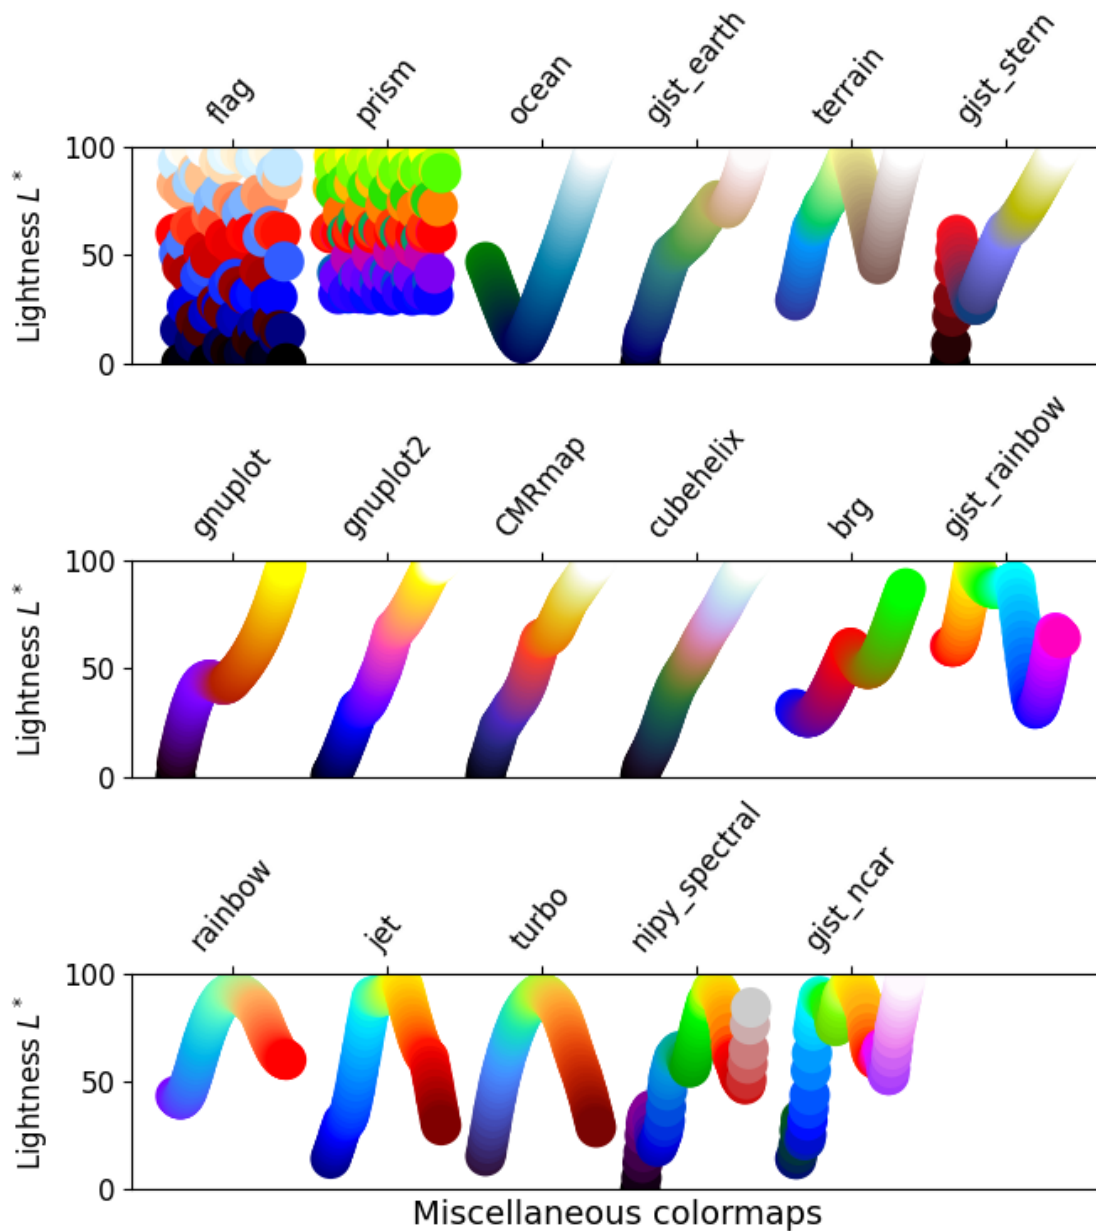 flag prism ocean gist_earth terrain gist_stern
100
50
0
Lightness L*
gnuplot gnuplot2 CMRmap cubehelix brg gist_rainbow
100
50
0
Lightness L*
rainbow jet turbo nipy_spectral gist_ncar
100
50
0
Lightness L*
Miscellaneous colormaps